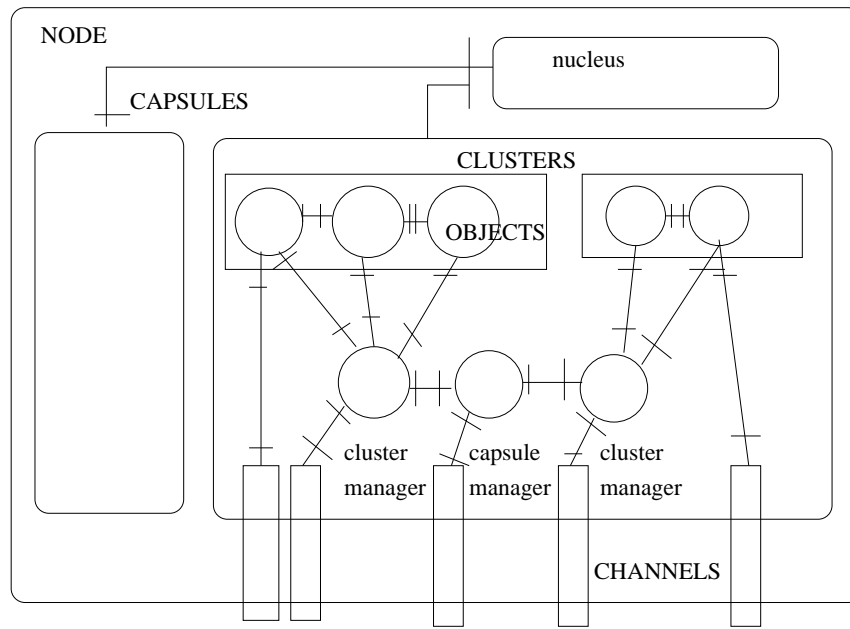 NODE
nucleus
CAPSULES
CLUSTERS
OBJECTS
cluster
manager
capsule
manager
cluster
manager
CHANNELS